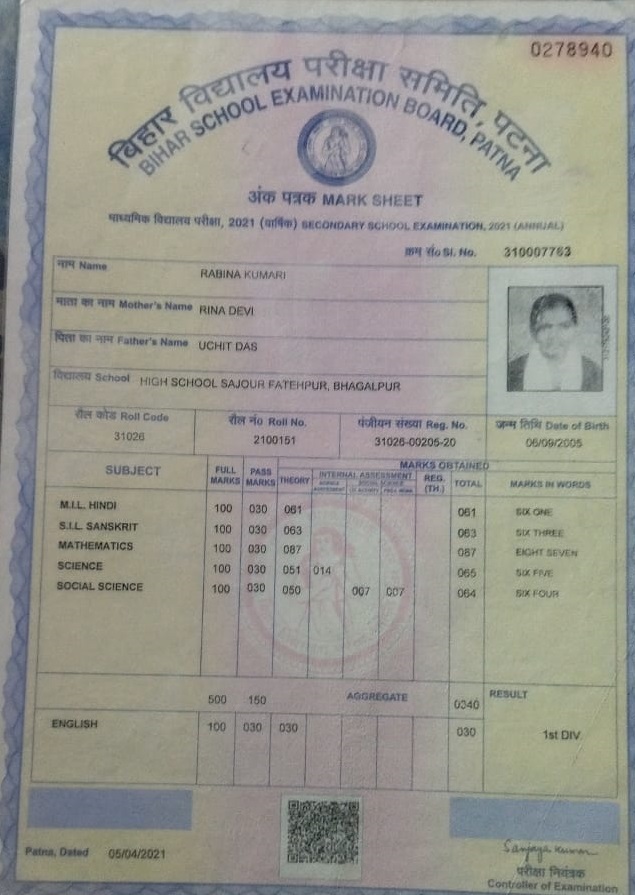 0278940
बिहार विद्यालय परीक्षा समिति, पटना
BIHAR SCHOOL EXAMINATION BOARD, PATNA
अंक पत्रक MARK SHEET
माध्यमिक विद्यालय परीक्षा, 2021 (वार्षिक) SECONDARY SCHOOL EXAMINATION, 2021 (ANNUAL)
क्रम सं० Sl. No. 310007763
नाम Name RABINA KUMARI
माता का नाम Mother's Name RINA DEVI
पिता का नाम Father's Name UCHIT DAS
विद्यालय School HIGH SCHOOL SAJOUR FATEHPUR, BHAGALPUR
रौल कोड Roll Code रौल नं० Roll No. पंजीयन संख्या Reg. No. जन्म तिथि Date of Birth
31026 2100151 31026-00205-20 06/09/2005
SUBJECT FULL MARKS PASS MARKS THEORY INTERNAL ASSESSMENT REG. (TH.) TOTAL MARKS IN WORDS
MARKS OBTAINED
M.I.L. HINDI 100 030 061 061 SIX ONE
S.I.L. SANSKRIT 100 030 063 063 SIX THREE
MATHEMATICS 100 030 087 087 EIGHT SEVEN
SCIENCE 100 030 051 014 065 SIX FIVE
SOCIAL SCIENCE 100 030 050 007 007 064 SIX FOUR
500 150 AGGREGATE 0340 RESULT
ENGLISH 100 030 030 030 1st DIV.
Patna, Dated 05/04/2021
Sanjaya Kumar
परीक्षा नियंत्रक
Controller of Examination